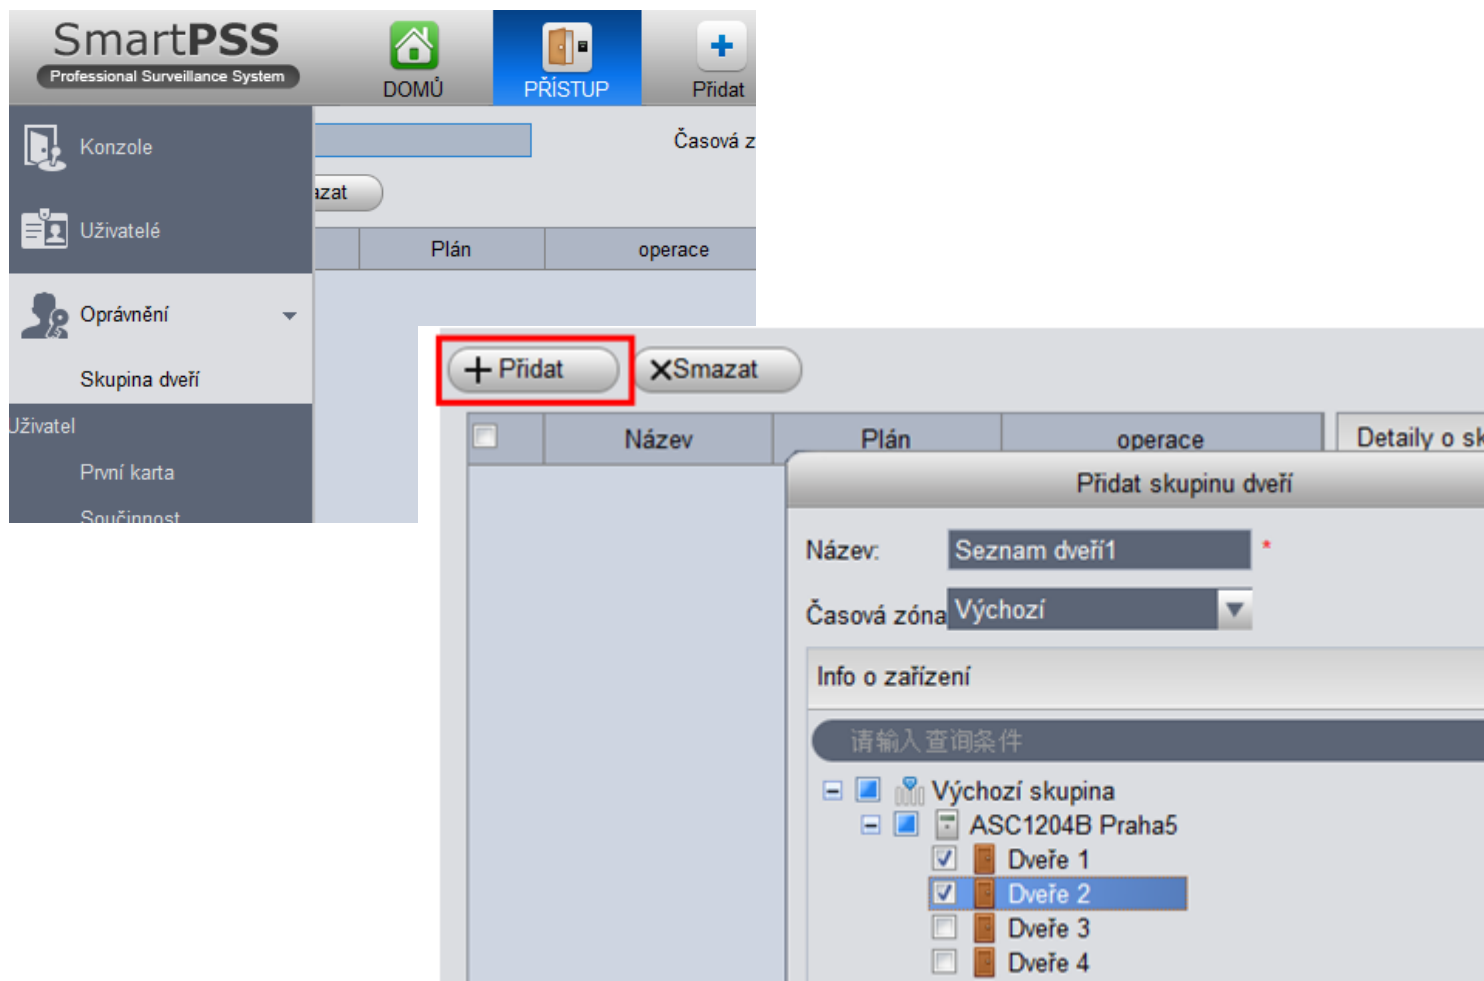 SmartPSS
Professional Surveillance System
DOMŮ
PŘÍSTUP
Přidat
Konzole
Časová z
azat
Uživatelé
Plán
operace
Oprávnění
Skupina dveří
Uživatel
První karta
Součinnost
Přidat
Smazat
Název
Plán
operace
Detaily o sk
Přidat skupinu dveří
Název:
Seznam dveří1
*
Časová zóna
Výchozí
Info o zařízení
请输入查询条件
Výchozí skupina
ASC1204B Praha5
Dveře 1
Dveře 2
Dveře 3
Dveře 4